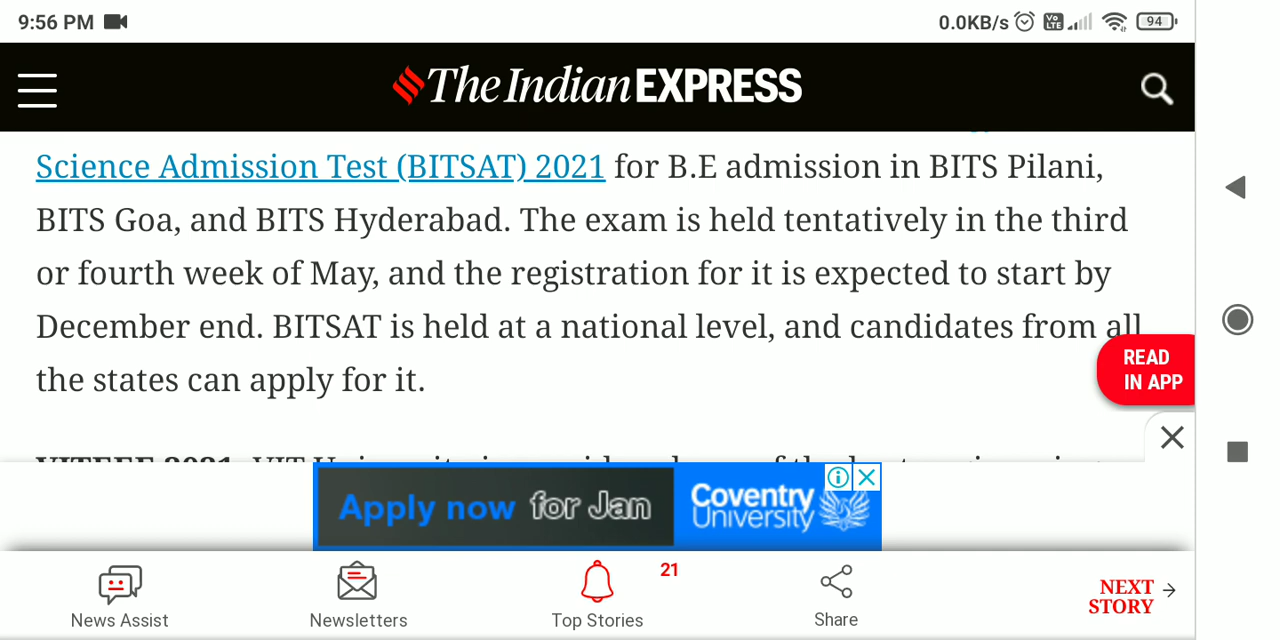 9:56 PM
0.0KB/s
Vo LTE
94
The Indian EXPRESS
Science Admission Test (BITSAT) 2021 for B.E admission in BITS Pilani,
BITS Goa, and BITS Hyderabad. The exam is held tentatively in the third
or fourth week of May, and the registration for it is expected to start by
December end. BITSAT is held at a national level, and candidates from all
the states can apply for it.
READ
IN APP
Apply now for Jan
Coventry
University
21
News Assist
Newsletters
Top Stories
Share
NEXT
STORY